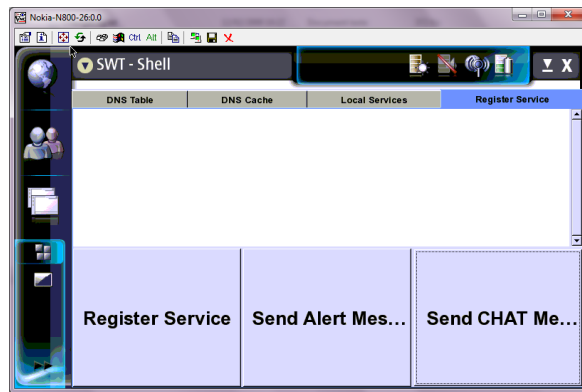 Nokia-N800-26:0.0
Ctrl Alt
SWT - Shell
DNS Table DNS Cache Local Services Register Service
Register Service Send Alert Mes... Send CHAT Me...